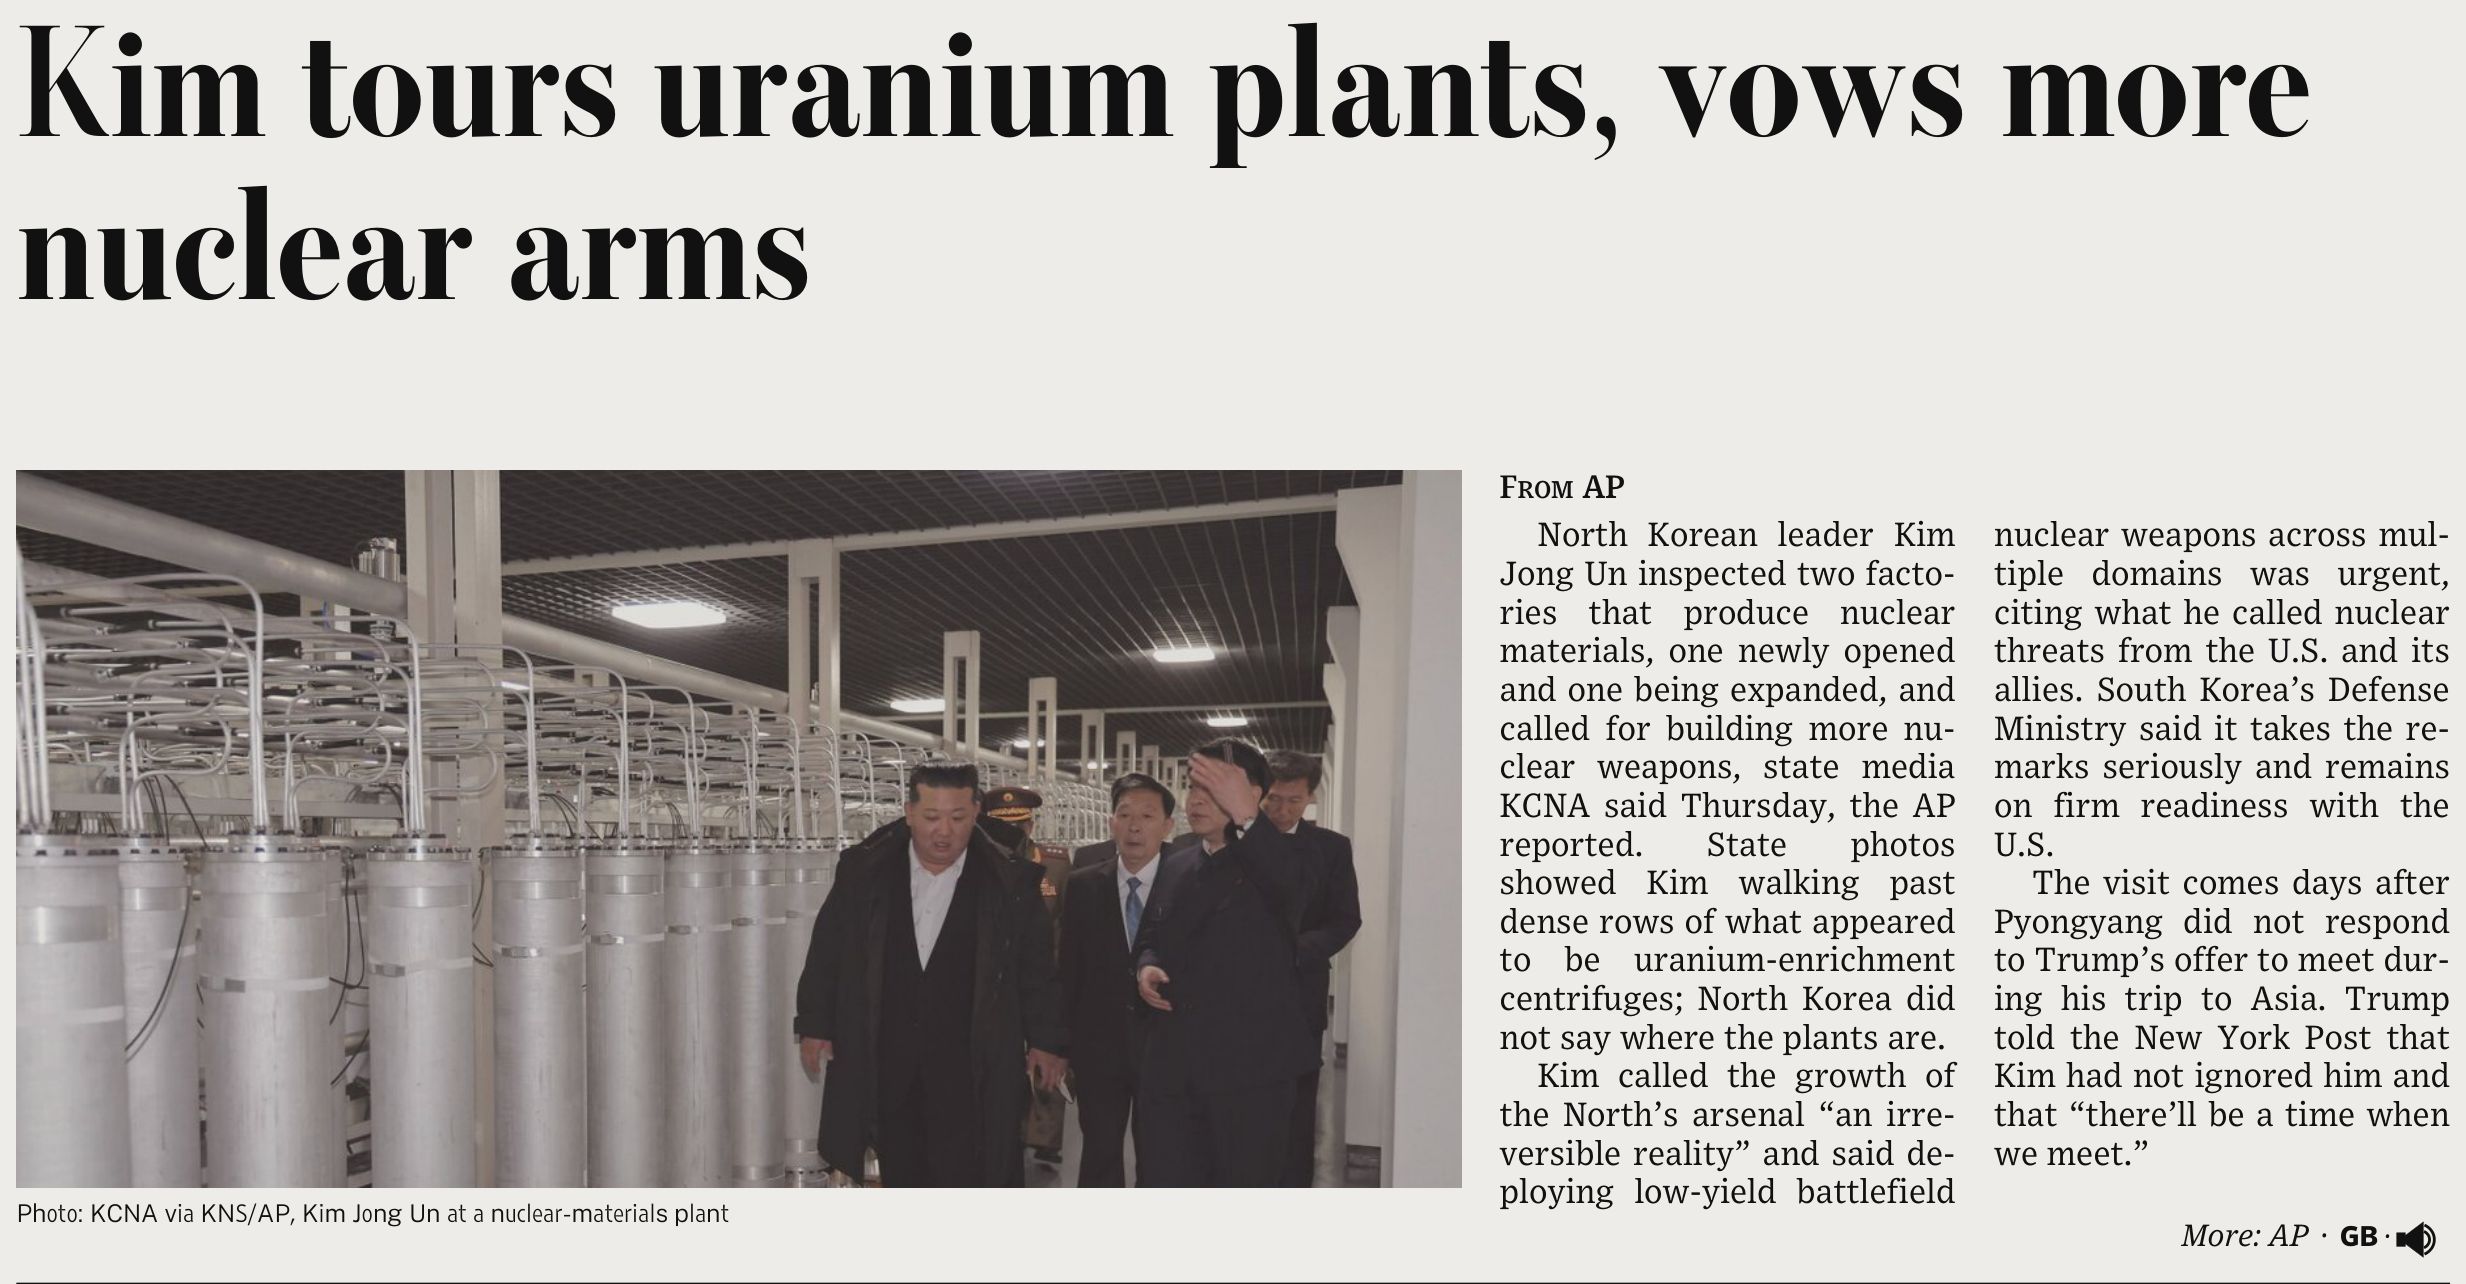 Kim tours uranium plants, vows more
nuclear arms
Photo: KCNA via KNS/AP, Kim Jong Un at a nuclear-materials plant
From AP
North Korean leader Kim
Jong Un inspected two facto-
ries that produce nuclear
materials, one newly opened
and one being expanded, and
called for building more nu-
clear weapons, state media
KCNA said Thursday, the AP
reported. State photos
showed Kim walking past
dense rows of what appeared
to be uranium-enrichment
centrifuges; North Korea did
not say where the plants are.
Kim called the growth of
the North’s arsenal “an irre-
versible reality” and said de-
ploying low-yield battlefield
nuclear weapons across mul-
tiple domains was urgent,
citing what he called nuclear
threats from the U.S. and its
allies. South Korea’s Defense
Ministry said it takes the re-
marks seriously and remains
on firm readiness with the
U.S.
The visit comes days after
Pyongyang did not respond
to Trump’s offer to meet dur-
ing his trip to Asia. Trump
told the New York Post that
Kim had not ignored him and
that “there’ll be a time when
we meet.”
More: AP · GB ·